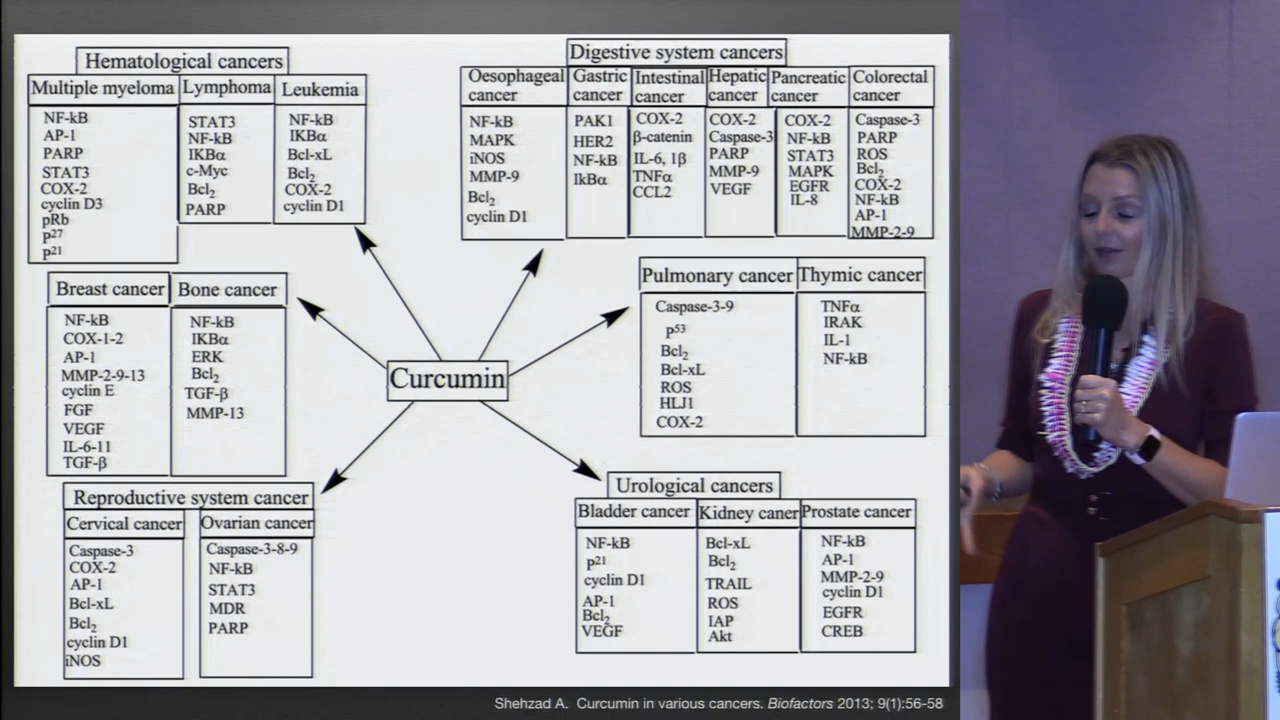 Hematological cancers
Multiple myeloma
NF-kB
AP-1
PARP
STAT3
COX-2
cyclin D3
pRb
p27
p21
Lymphoma
STAT3
NF-kB
IKBα
c-Myc
Bcl2
PARP
Leukemia
NF-kB
IKBα
Bcl-xL
Bcl2
COX-2
cyclin D1
Digestive system cancers
Oesophageal
cancer
NF-kB
MAPK
iNOS
MMP-9
Bcl2
cyclin D1
Gastric
cancer
PAK1
HER2
NF-kB
IkBα
Intestinal
cancer
COX-2
β-catenin
IL-6, 1β
TNFα
CCL2
Hepatic
cancer
COX-2
Caspase-3
PARP
MMP-9
VEGF
Pancreatic
cancer
COX-2
NF-kB
STAT3
MAPK
EGFR
IL-8
Colorectal
cancer
Caspase-3
PARP
ROS
Bcl2
COX-2
NF-kB
AP-1
MMP-2-9
Breast cancer
NF-kB
COX-1-2
AP-1
MMP-2-9-13
cyclin E
FGF
VEGF
IL-6-11
TGF-β
Bone cancer
NF-kB
IKBα
ERK
Bcl2
TGF-β
MMP-13
Curcumin
Pulmonary cancer
Caspase-3-9
p53
Bcl2
Bcl-xL
ROS
HLJ1
COX-2
Thymic cancer
TNFα
IRAK
IL-1
NF-kB
Reproductive system cancer
Cervical cancer
Caspase-3
COX-2
AP-1
Bcl-xL
Bcl2
cyclin D1
iNOS
Ovarian cancer
Caspase-3-8-9
NF-kB
STAT3
MDR
PARP
Urological cancers
Bladder cancer
NF-kB
p21
cyclin D1
AP-1
Bcl2
VEGF
Kidney caner
Bcl-xL
Bcl2
TRAIL
ROS
IAP
Akt
Prostate cancer
NF-kB
AP-1
MMP-2-9
cyclin D1
EGFR
CREB
Shehzad A. Curcumin in various cancers. Biofactors 2013; 9(1):56-58